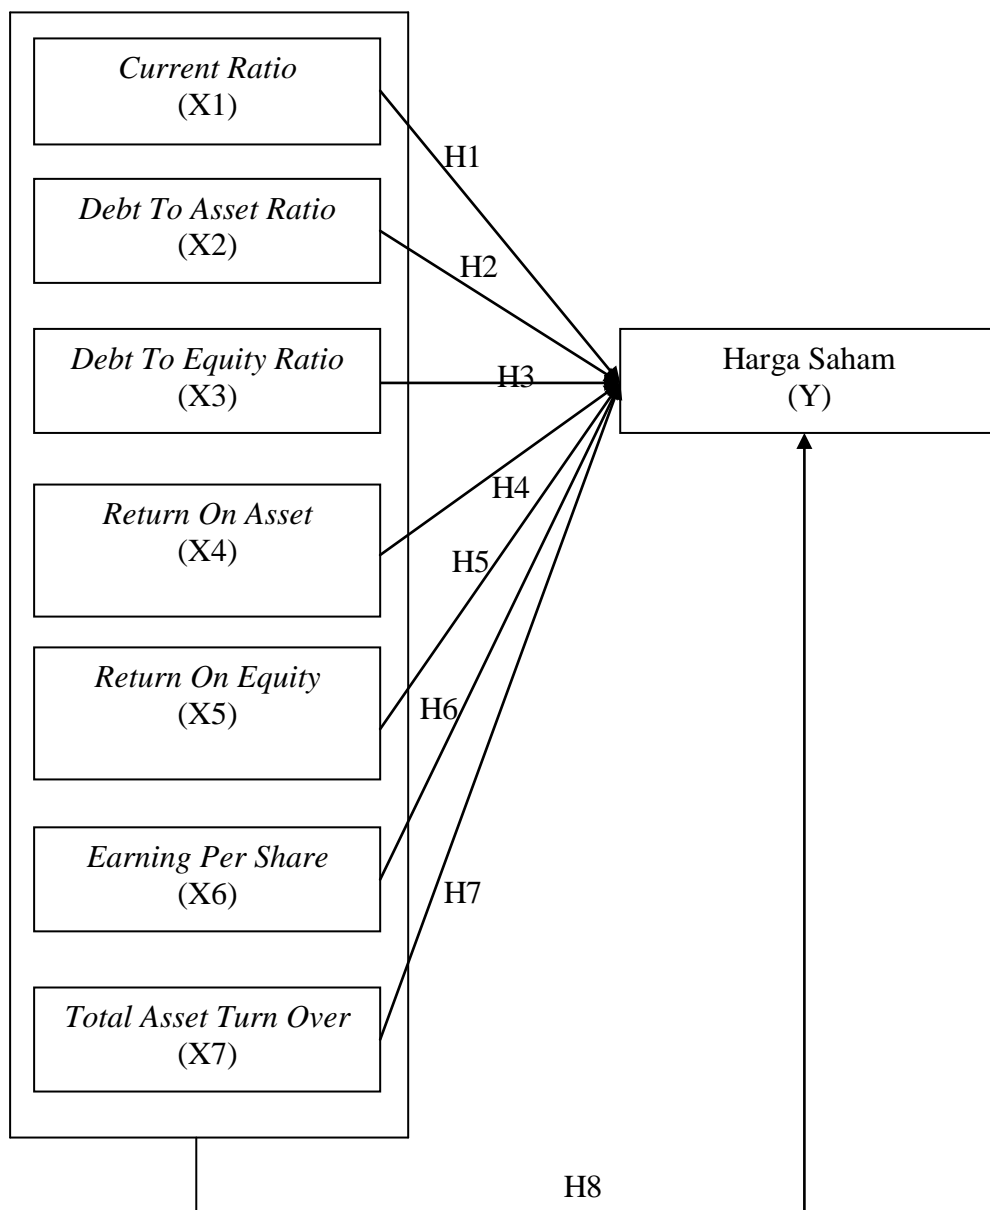 Current Ratio
(X1)
H1
Debt To Asset Ratio
(X2)
H2
Debt To Equity Ratio
(X3)
H3
Harga Saham
(Y)
Return On Asset
(X4)
H4
H5
Return On Equity
(X5)
H6
Earning Per Share
(X6)
H7
Total Asset Turn Over
(X7)
H8